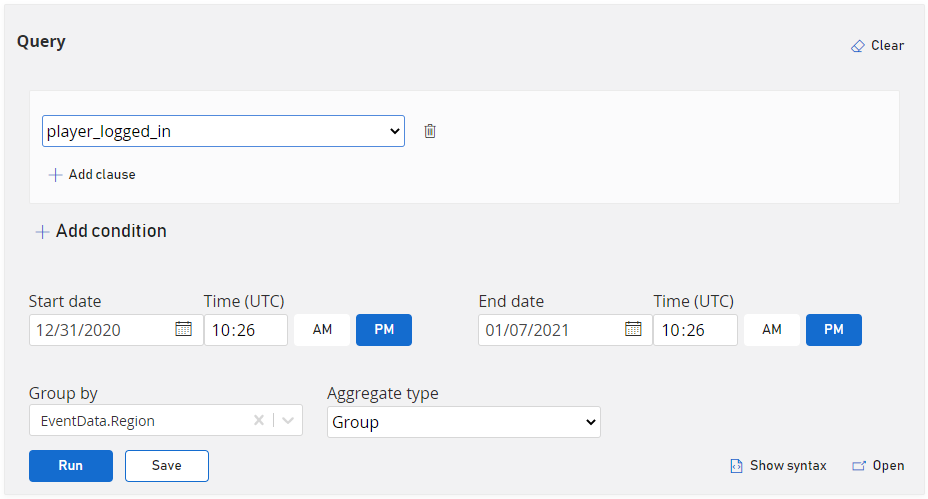 Query
Clear
player_logged_in
Add clause
Add condition
Start date Time (UTC) End date Time (UTC)
12/31/2020 10:26 AM PM 01/07/2021 10:26 AM PM
Group by Aggregate type
EventData.Region Group
Run Save Show syntax Open